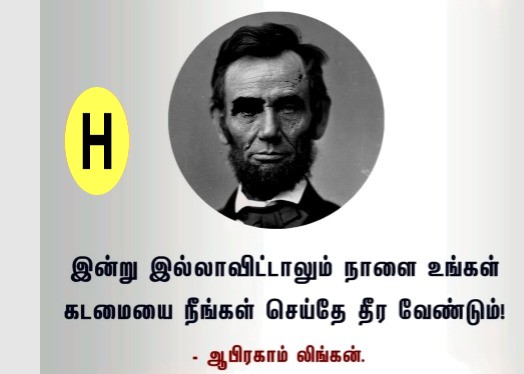 H
இன்று இல்லாவிட்டாலும் நாளை உங்கள்
கடமையை நீங்கள் செய்தே தீர வேண்டும்!
- ஆபிரகாம் லிங்கன்.